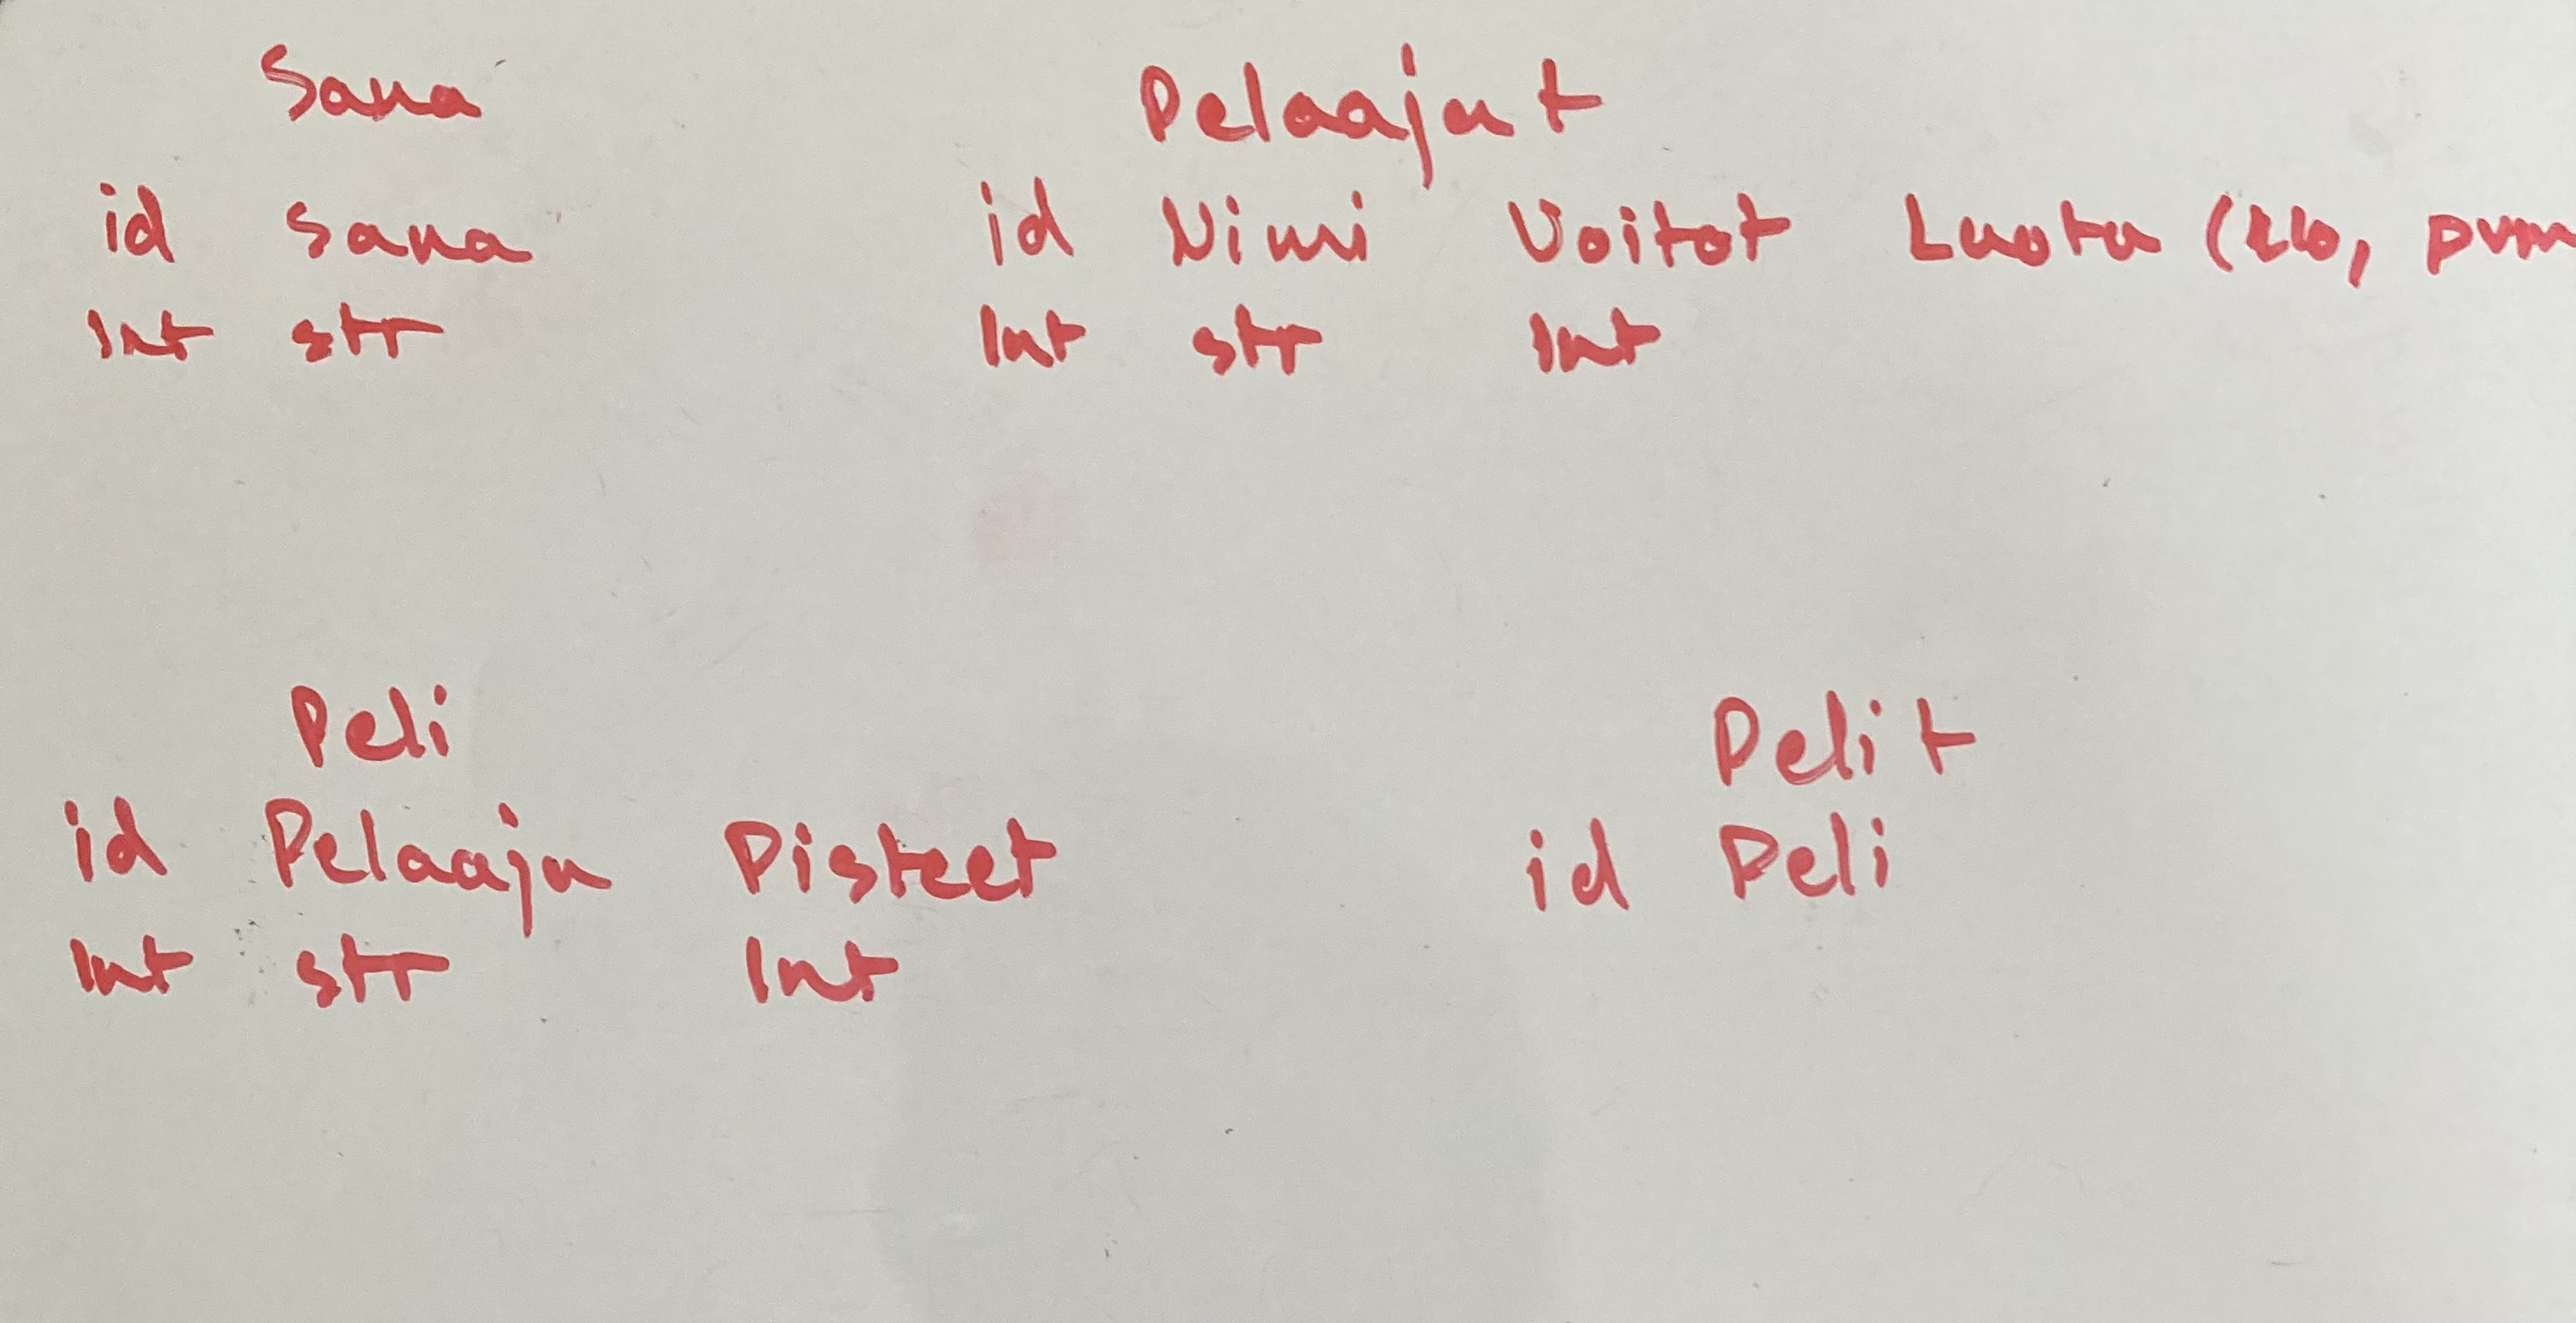 Sana
id Sana
Int str
Pelaajat
id Nimi Voitot Luotu (klo, pvm
Int str Int
Peli
id Pelaaja Pisteet
Int str Int
Pelit
id Peli